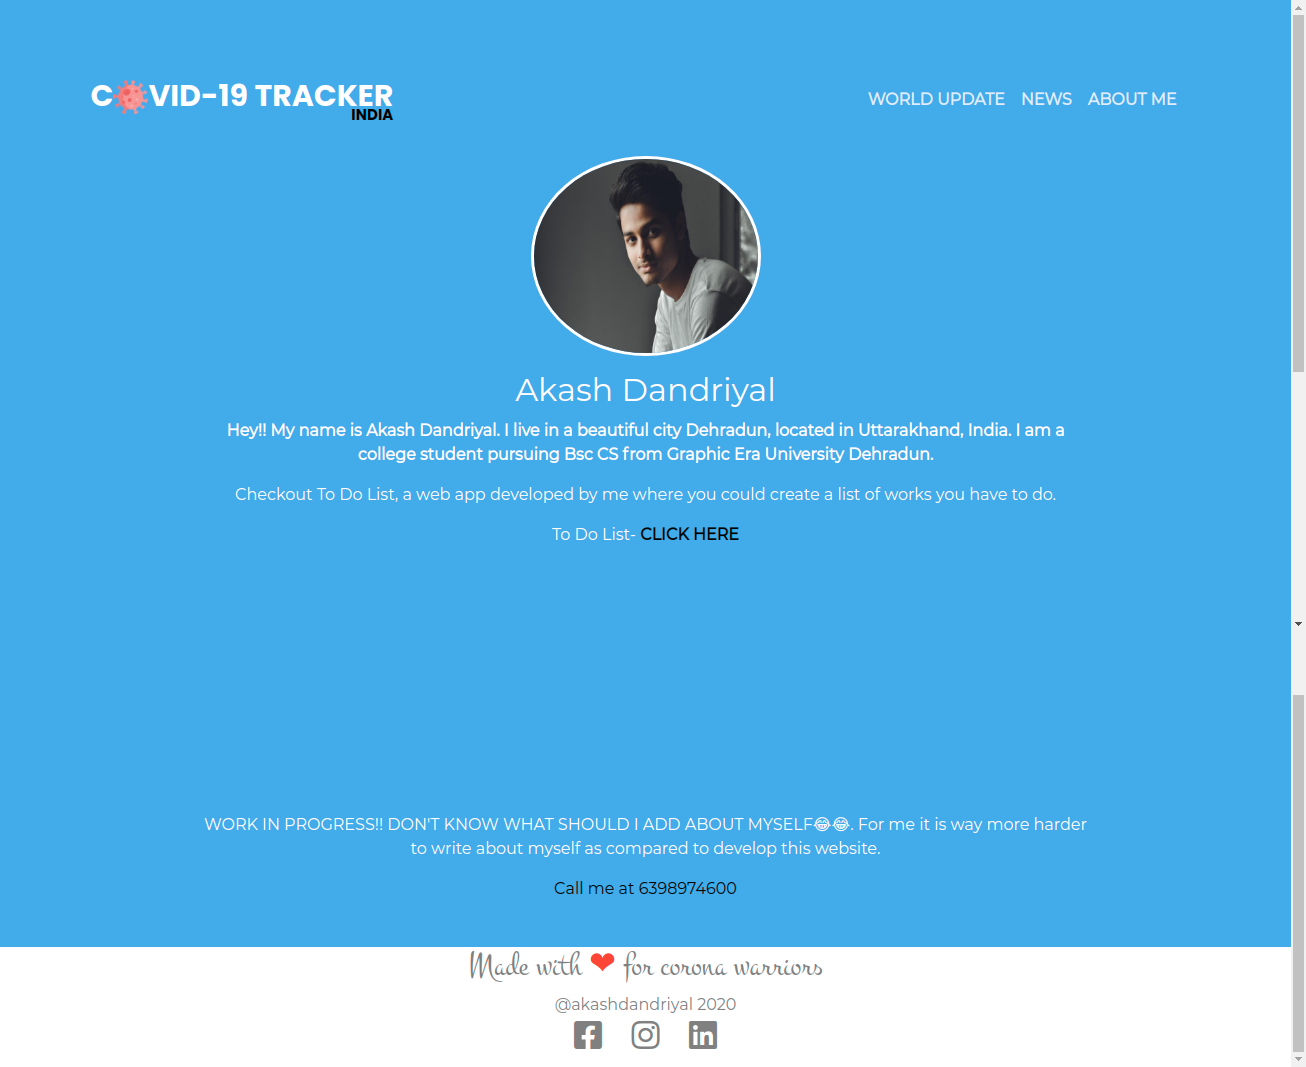 COVID-19 TRACKER
INDIA
WORLD UPDATE NEWS ABOUT ME
Akash Dandriyal
Hey!! My name is Akash Dandriyal. I live in a beautiful city Dehradun, located in Uttarakhand, India. I am a
college student pursuing Bsc CS from Graphic Era University Dehradun.
Checkout To Do List, a web app developed by me where you could create a list of works you have to do.
To Do List- CLICK HERE
WORK IN PROGRESS!! DON'T KNOW WHAT SHOULD I ADD ABOUT MYSELF😂😂. For me it is way more harder
to write about myself as compared to develop this website.
Call me at 6398974600
Made with ❤ for corona warriors
@akashdandriyal 2020